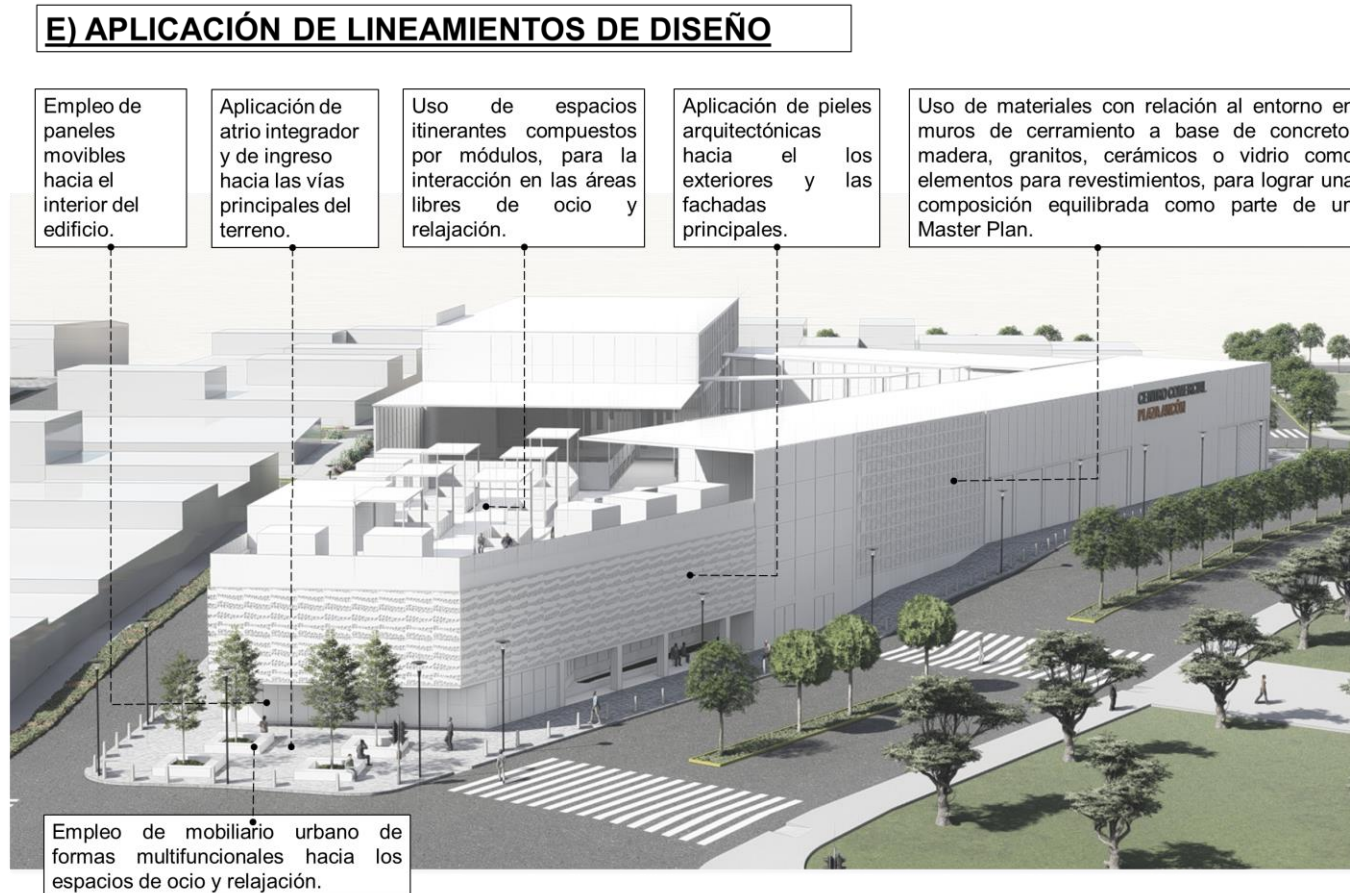 E) APLICACIÓN DE LINEAMIENTOS DE DISEÑO
Empleo de
paneles
movibles
hacia el
interior del
edificio.
Aplicación de
atrio integrador
y de ingreso
hacia las vías
principales del
terreno.
Uso de espacios
itinerantes compuestos
por módulos, para la
interacción en las áreas
libres de ocio y
relajación.
Aplicación de pieles
arquitectónicas
hacia el los
exteriores y las
fachadas
principales.
Uso de materiales con relación al entorno en
muros de cerramiento a base de concreto,
madera, granitos, cerámicos o vidrio como
elementos para revestimientos, para lograr una
composición equilibrada como parte de un
Master Plan.
CENTRO COMERCIAL
PLAZA ANCÓN
Empleo de mobiliario urbano de
formas multifuncionales hacia los
espacios de ocio y relajación.